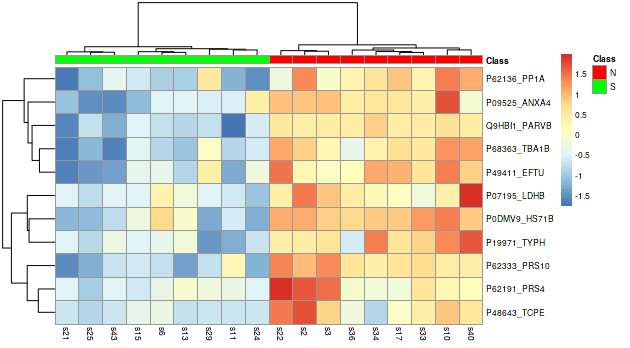 Class
P62136_PP1A
P09525_ANXA4
Q9HBI1_PARVB
P68363_TBA1B
P49411_EFTU
P07195_LDHB
P0DMV9_HS71B
P19971_TYPH
P62333_PRS10
P62191_PRS4
P48643_TCPE
s21
s25
s43
s15
s6
s13
s29
s11
s24
s22
s2
s3
s36
s34
s17
s33
s10
s40
1.5
1
0.5
0
-0.5
-1
-1.5
Class
N
S